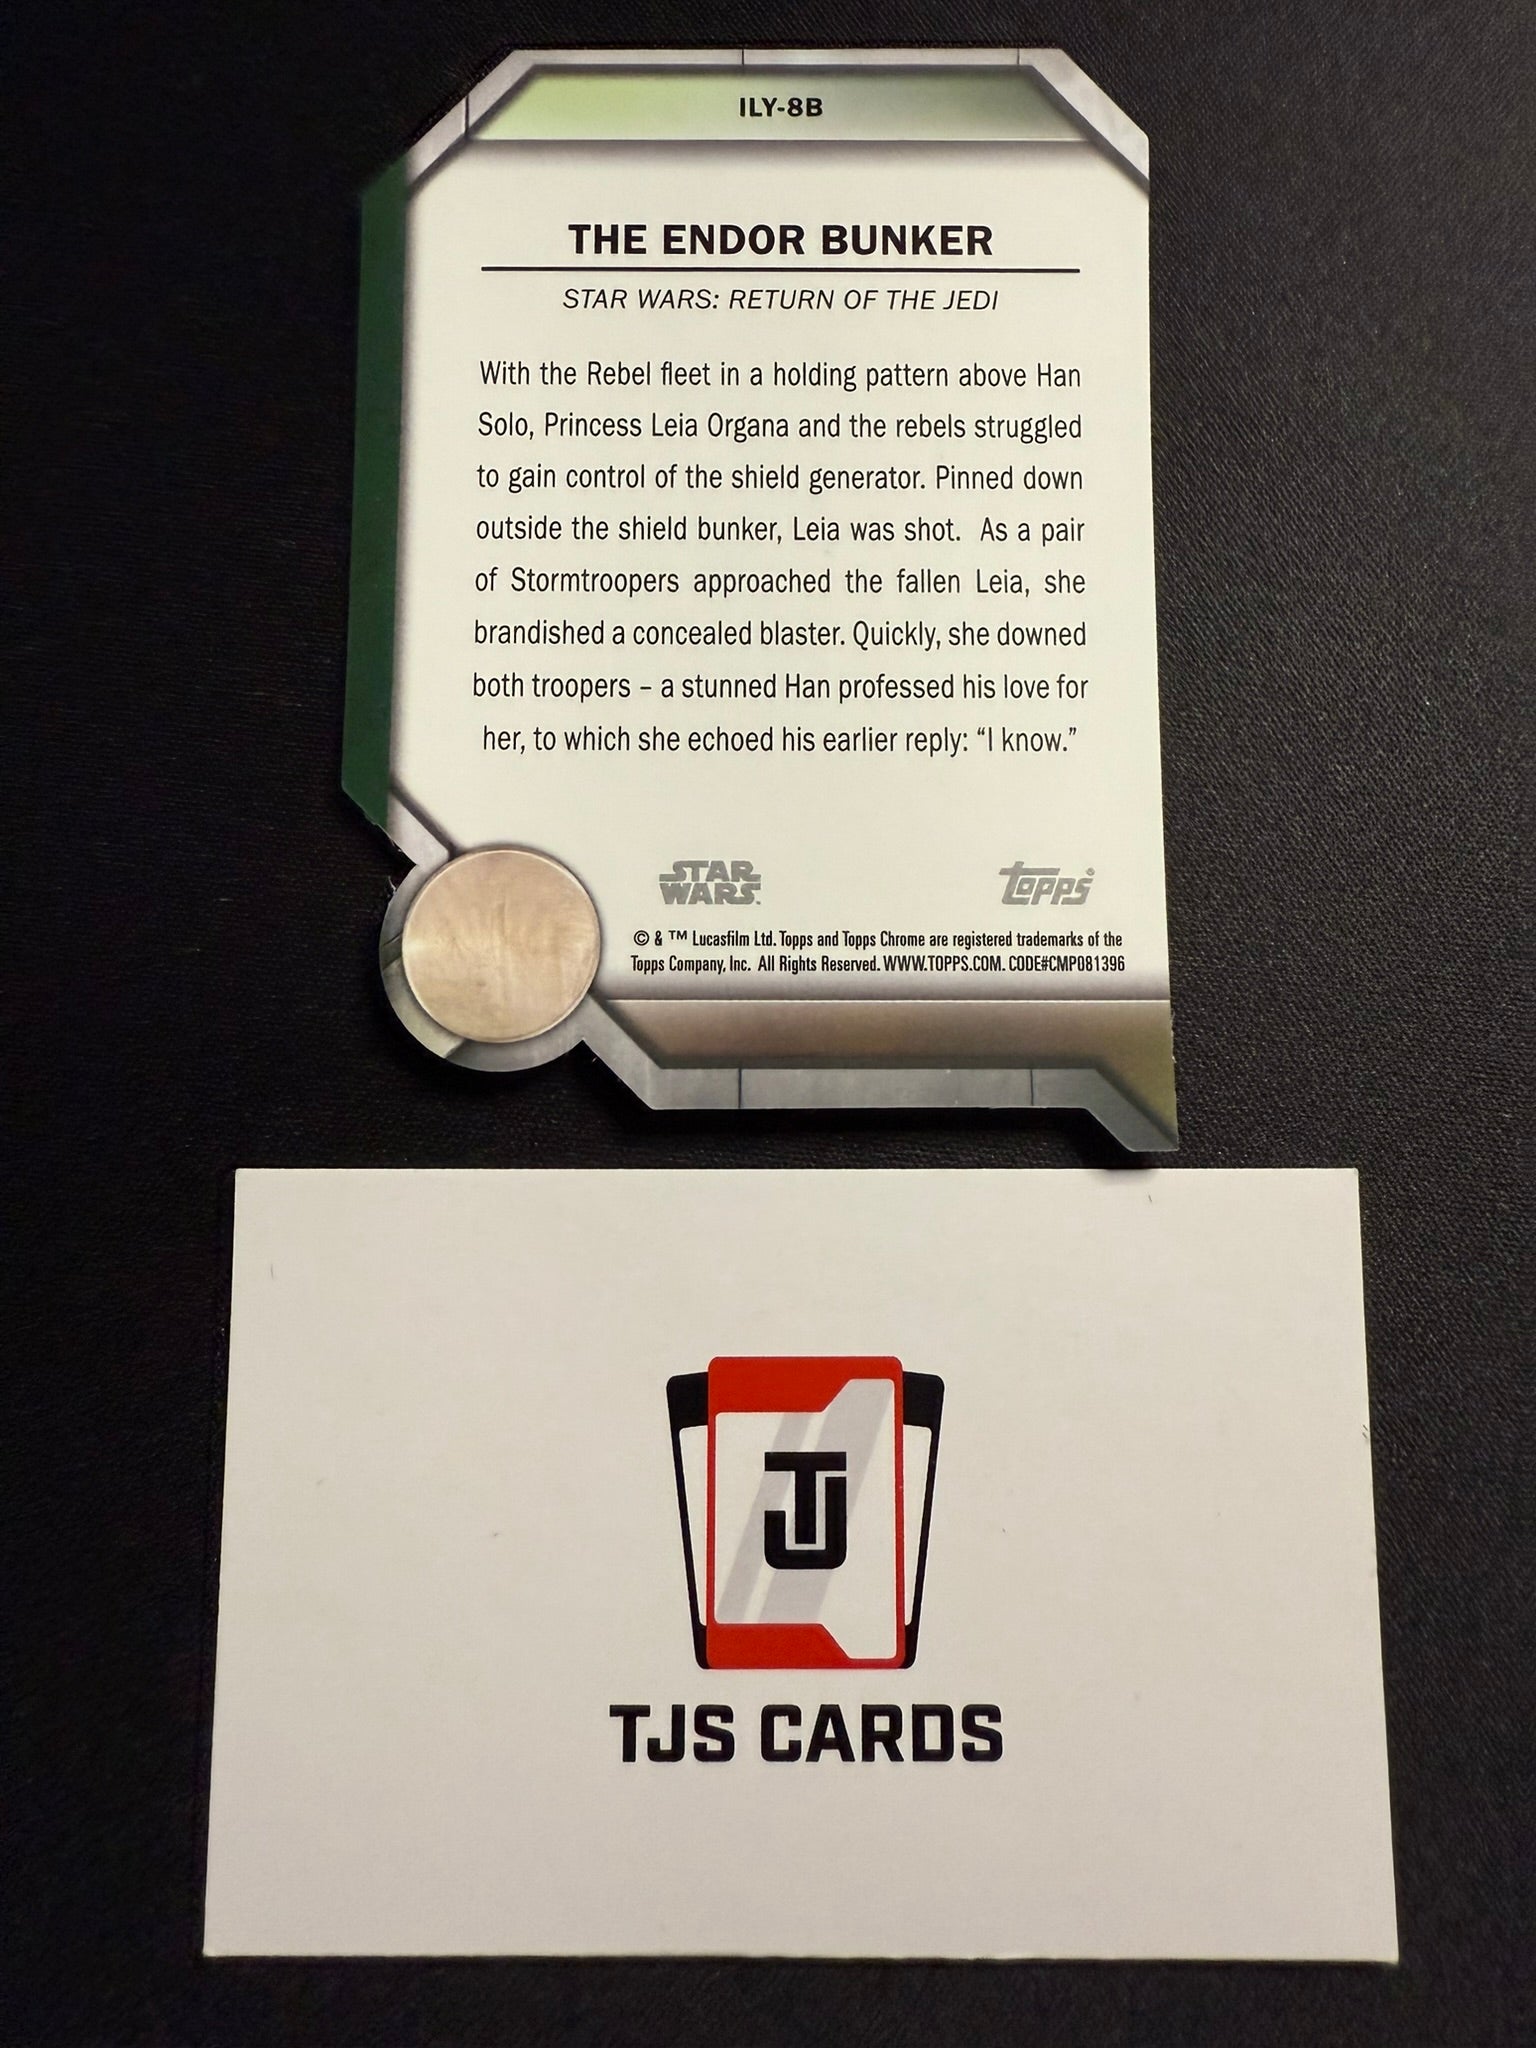 ILY-8B
THE ENDOR BUNKER
STAR WARS: RETURN OF THE JEDI
With the Rebel fleet in a holding pattern above Han
Solo, Princess Leia Organa and the rebels struggled
to gain control of the shield generator. Pinned down
outside the shield bunker, Leia was shot.  As a pair
of Stormtroopers approached the fallen Leia, she
brandished a concealed blaster. Quickly, she downed
both troopers – a stunned Han professed his love for
her, to which she echoed his earlier reply: “I know.”
STAR
WARS.
topps®
© & ™ Lucasfilm Ltd. Topps and Topps Chrome are registered trademarks of the
Topps Company, Inc.  All Rights Reserved. WWW.TOPPS.COM. CODE#CMP081396
TJ
TJS CARDS